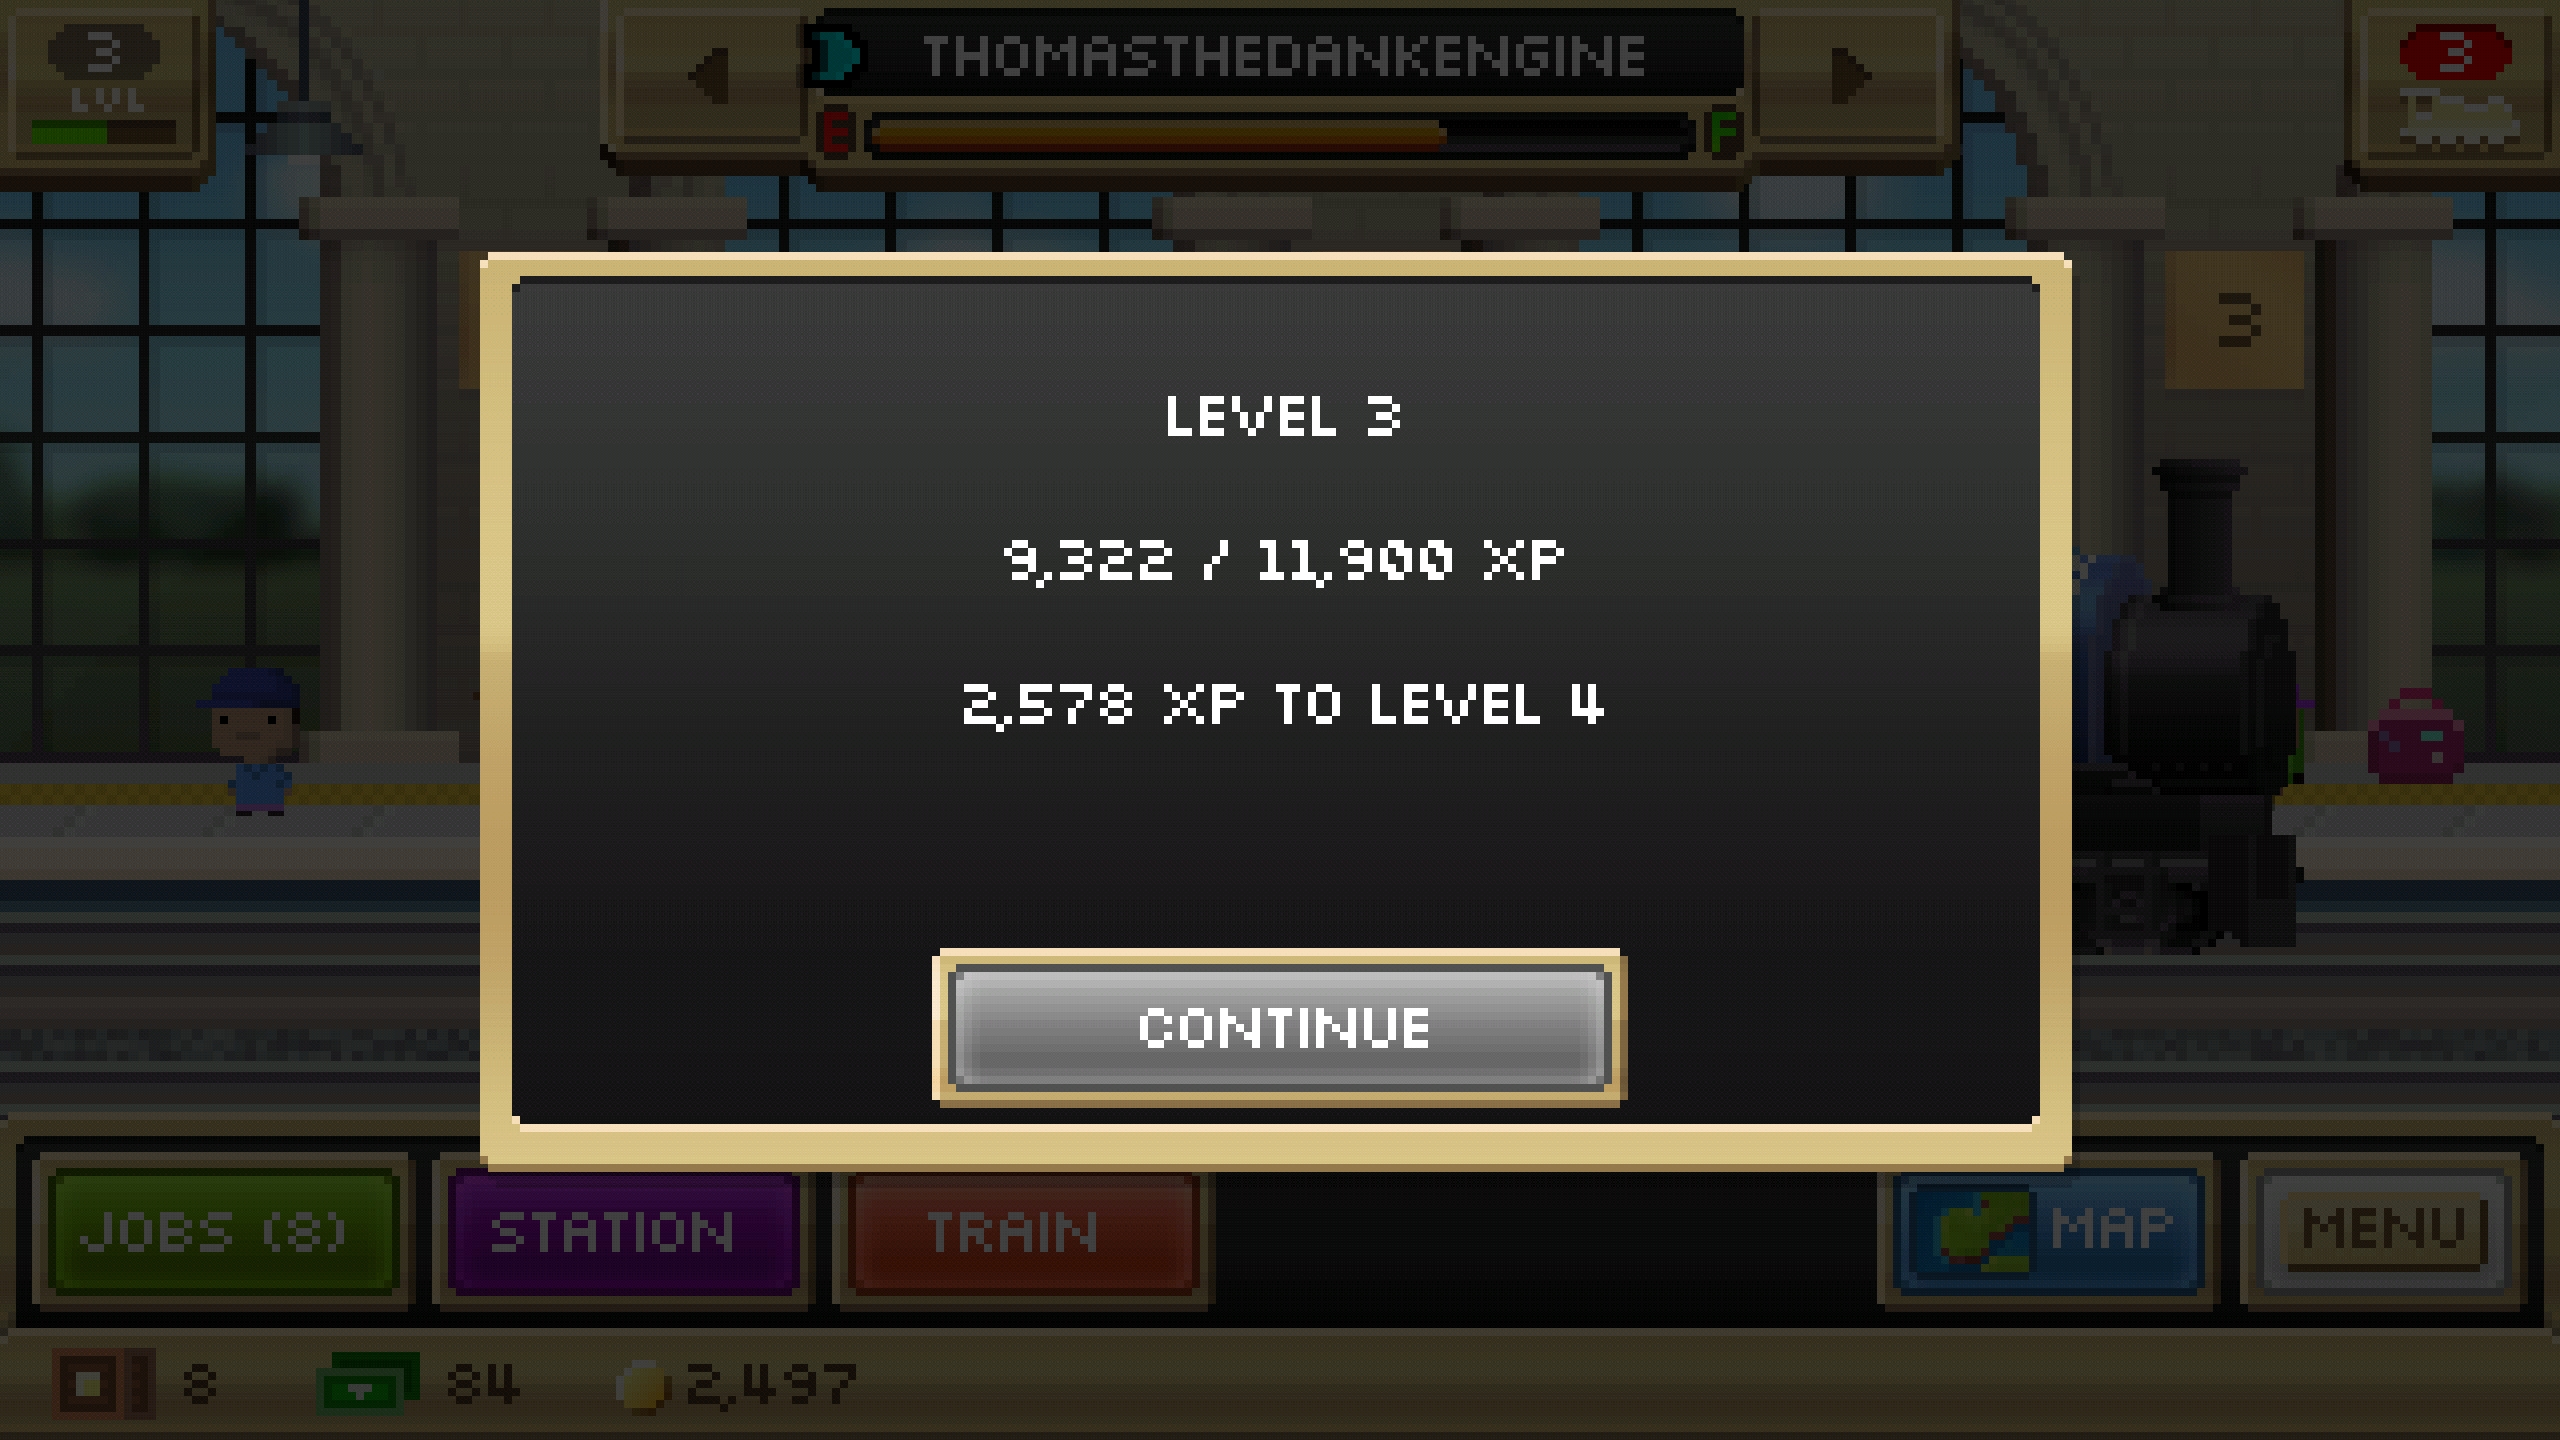 3
LVL
THOMASTHEDANKENGINE
E
F
3
3
LEVEL 3
9,322 / 11,900 XP
2,578 XP TO LEVEL 4
CONTINUE
JOBS (8)
STATION
TRAIN
MAP
MENU
8
84
2,497